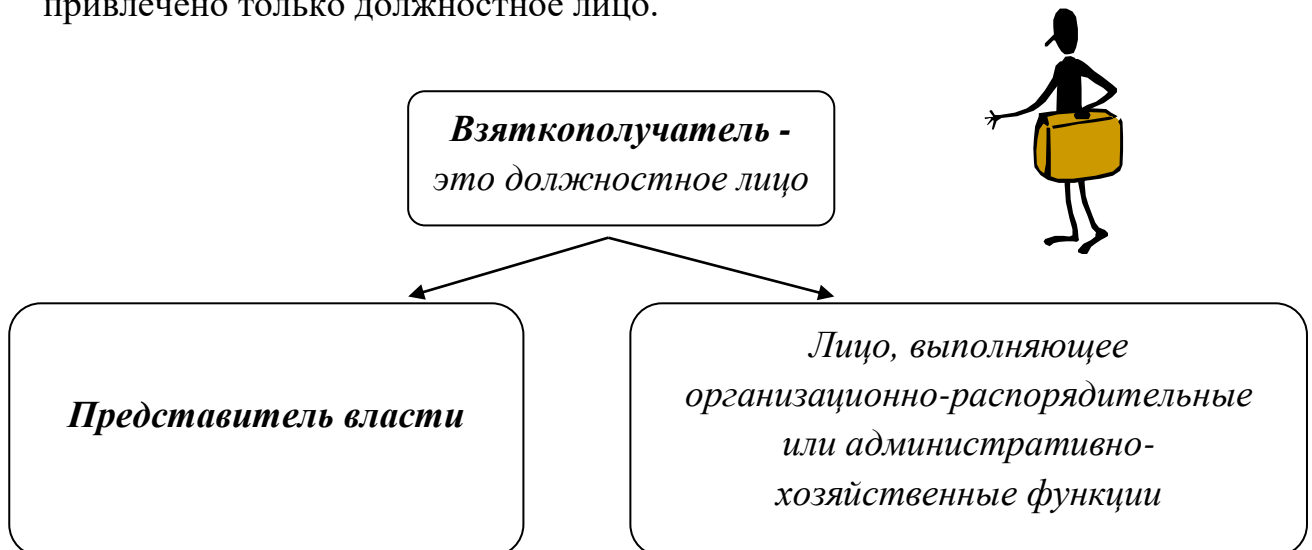 привлечено только должностное лицо.
Взяткополучатель -
это должностное лицо
Представитель власти
Лицо, выполняющее
организационно-распорядительные
или административно-
хозяйственные функции